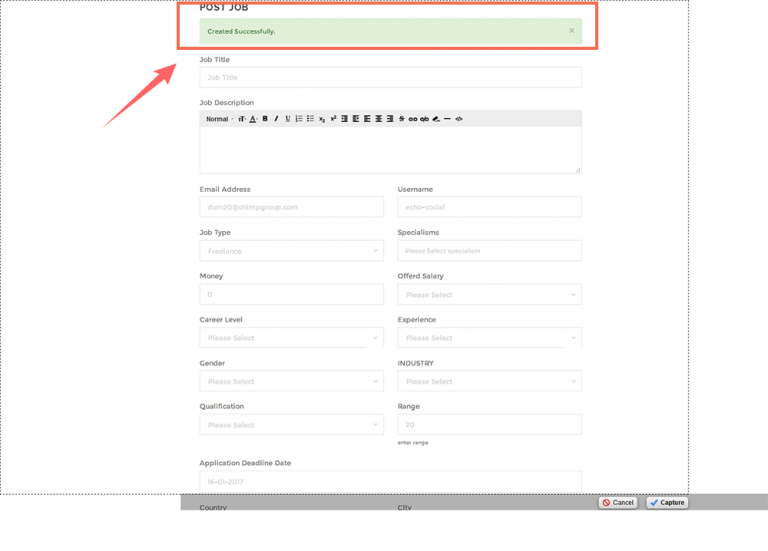 POST JOB
Created Successfully. ×
Job Title
Job Title
Job Description
Normal T A B I U x₂ x² S </>
Email Address Username
dum20@chimpgroup.com echo-social
Job Type Specialisms
Freelance Please Select specialism
Money Offerd Salary
0 Please Select
Career Level Experience
Please Select Please Select
Gender INDUSTRY
Please Select Please Select
Qualification Range
Please Select 20
enter range
Application Deadline Date
16-01-2017
Cancel Capture
Country City